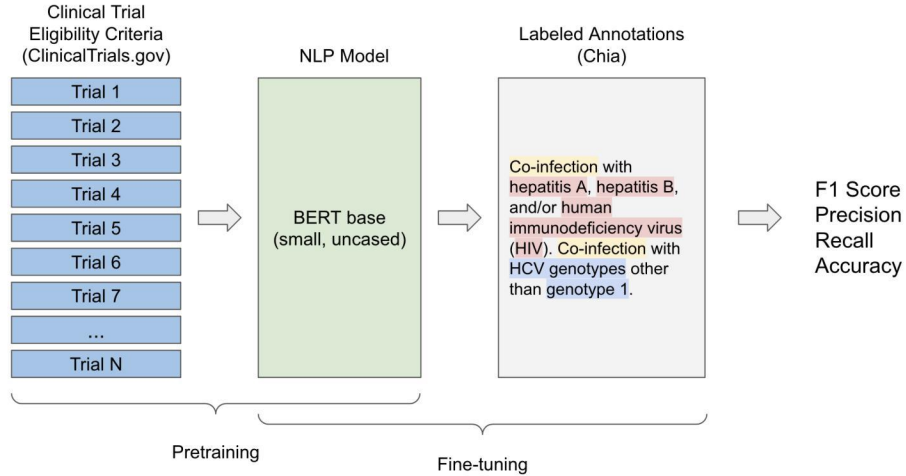 Clinical Trial
Eligibility Criteria
(ClinicalTrials.gov)
Trial 1
Trial 2
Trial 3
Trial 4
Trial 5
Trial 6
Trial 7
...
Trial N
NLP Model
BERT base
(small, uncased)
Labeled Annotations
(Chia)
Co-infection with
hepatitis A, hepatitis B,
and/or human
immunodeficiency virus
(HIV). Co-infection with
HCV genotypes other
than genotype 1.
F1 Score
Precision
Recall
Accuracy
Pretraining
Fine-tuning